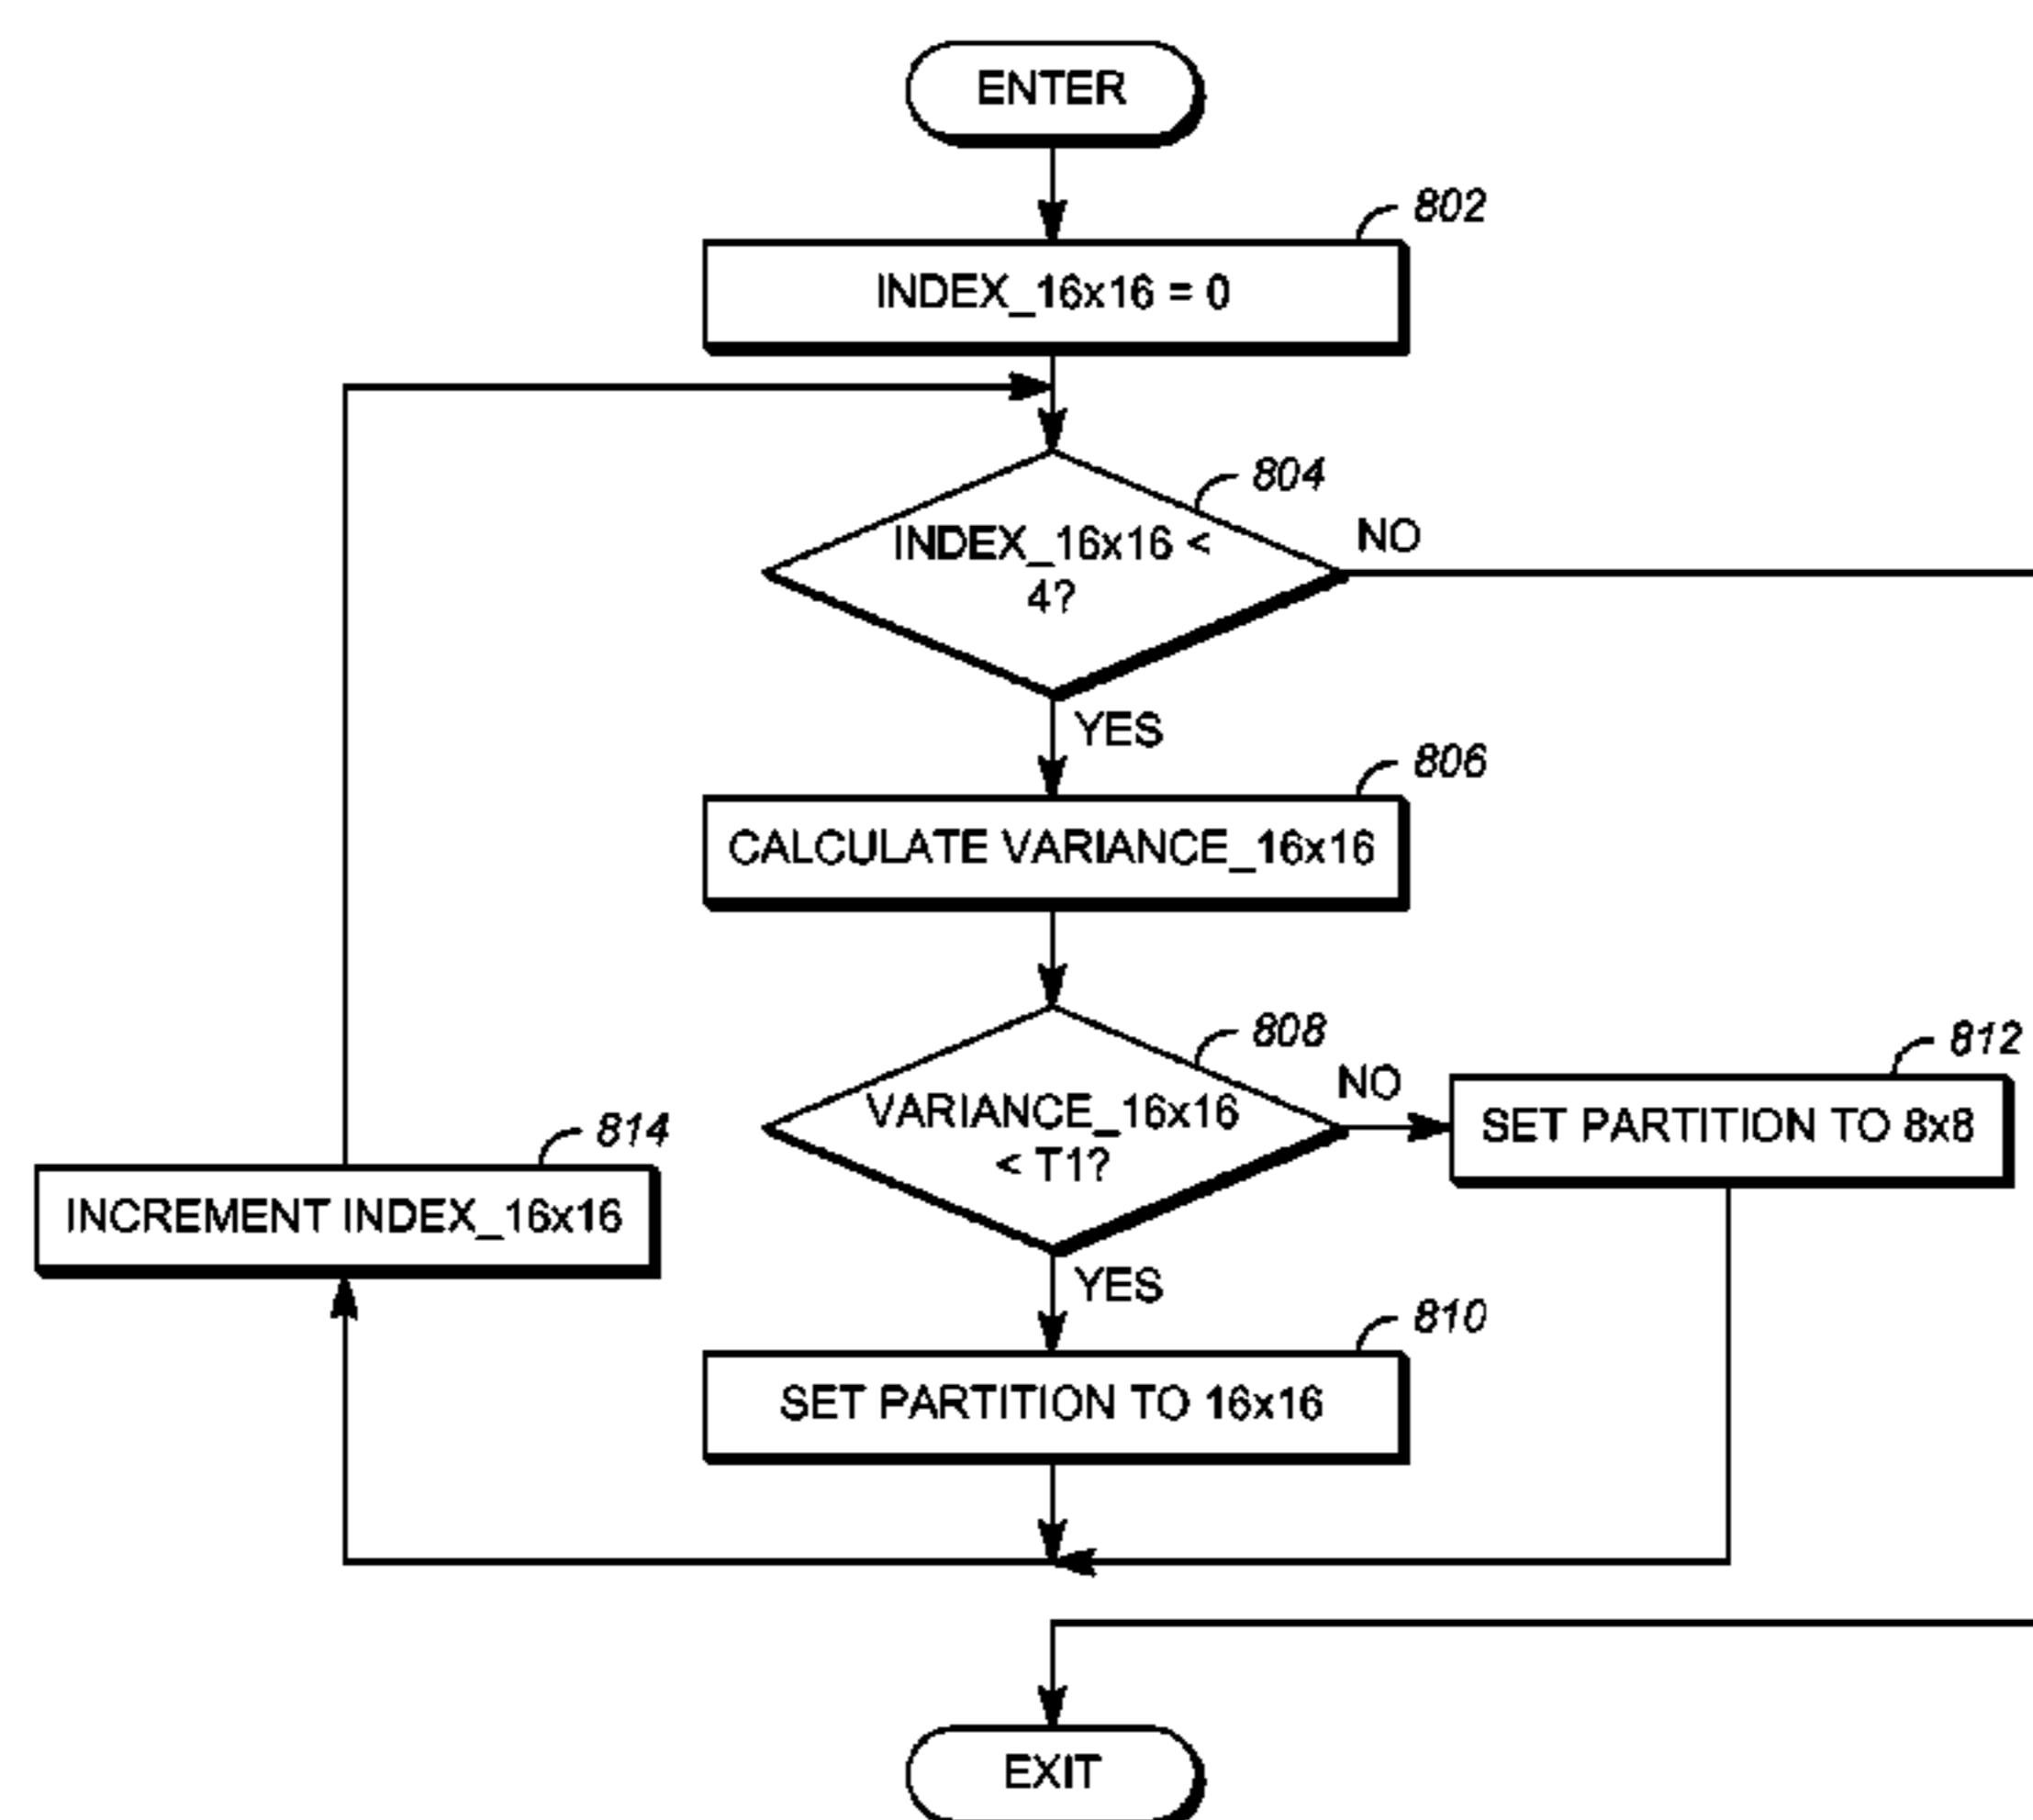 ENTER
802
INDEX_16x16 = 0
804
INDEX_16x16 <
4?
NO
YES
806
CALCULATE VARIANCE_16x16
808
VARIANCE_16x16
< T1?
NO
812
SET PARTITION TO 8x8
814
INCREMENT INDEX_16x16
YES
810
SET PARTITION TO 16x16
EXIT